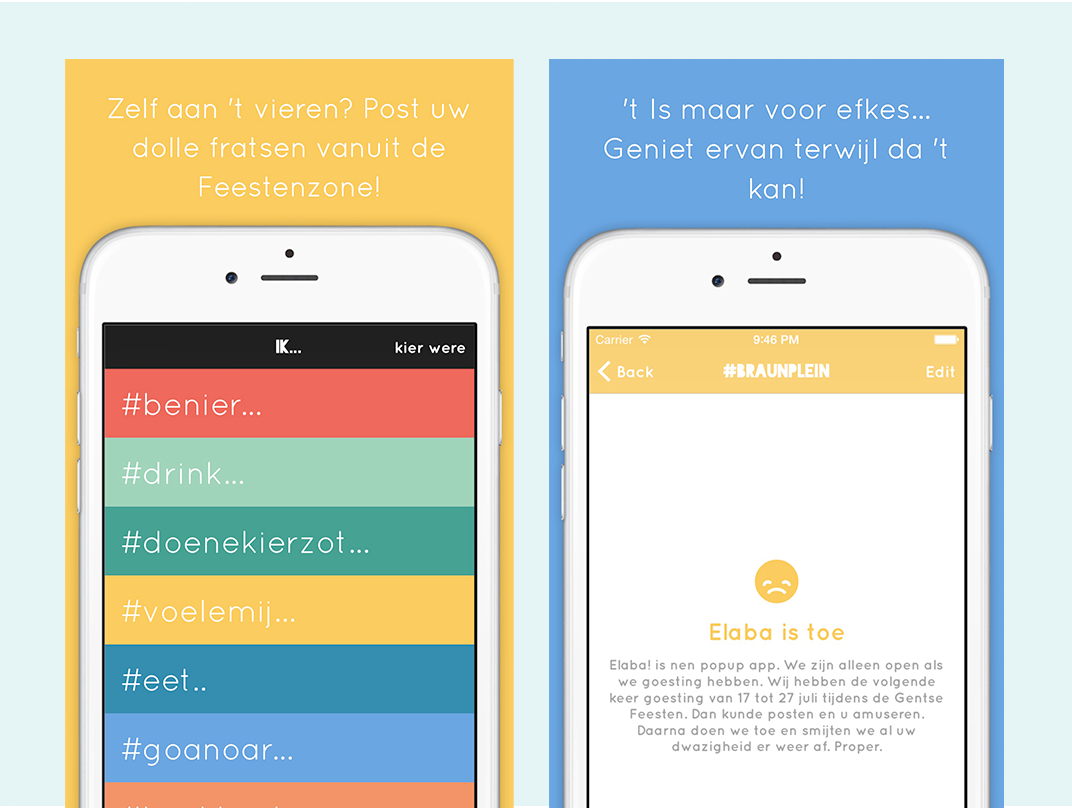 Zelf aan 't vieren? Post uw
dolle fratsen vanuit de
Feestenzone!
IK...
kier were
#benier...
#drink...
#doenekierzot...
#voelemij...
#eet..
#goanoar...
't Is maar voor efkes...
Geniet ervan terwijl da 't
kan!
Carrier
9:46 PM
Back
#BRAUNPLEIN
Edit
Elaba is toe
Elaba! is nen popup app. We zijn alleen open als
we goesting hebben. Wij hebben de volgende
keer goesting van 17 tot 27 juli tijdens de Gentse
Feesten. Dan kunde posten en u amuseren.
Daarna doen we toe en smijten we al uw
dwazigheid er weer af. Proper.